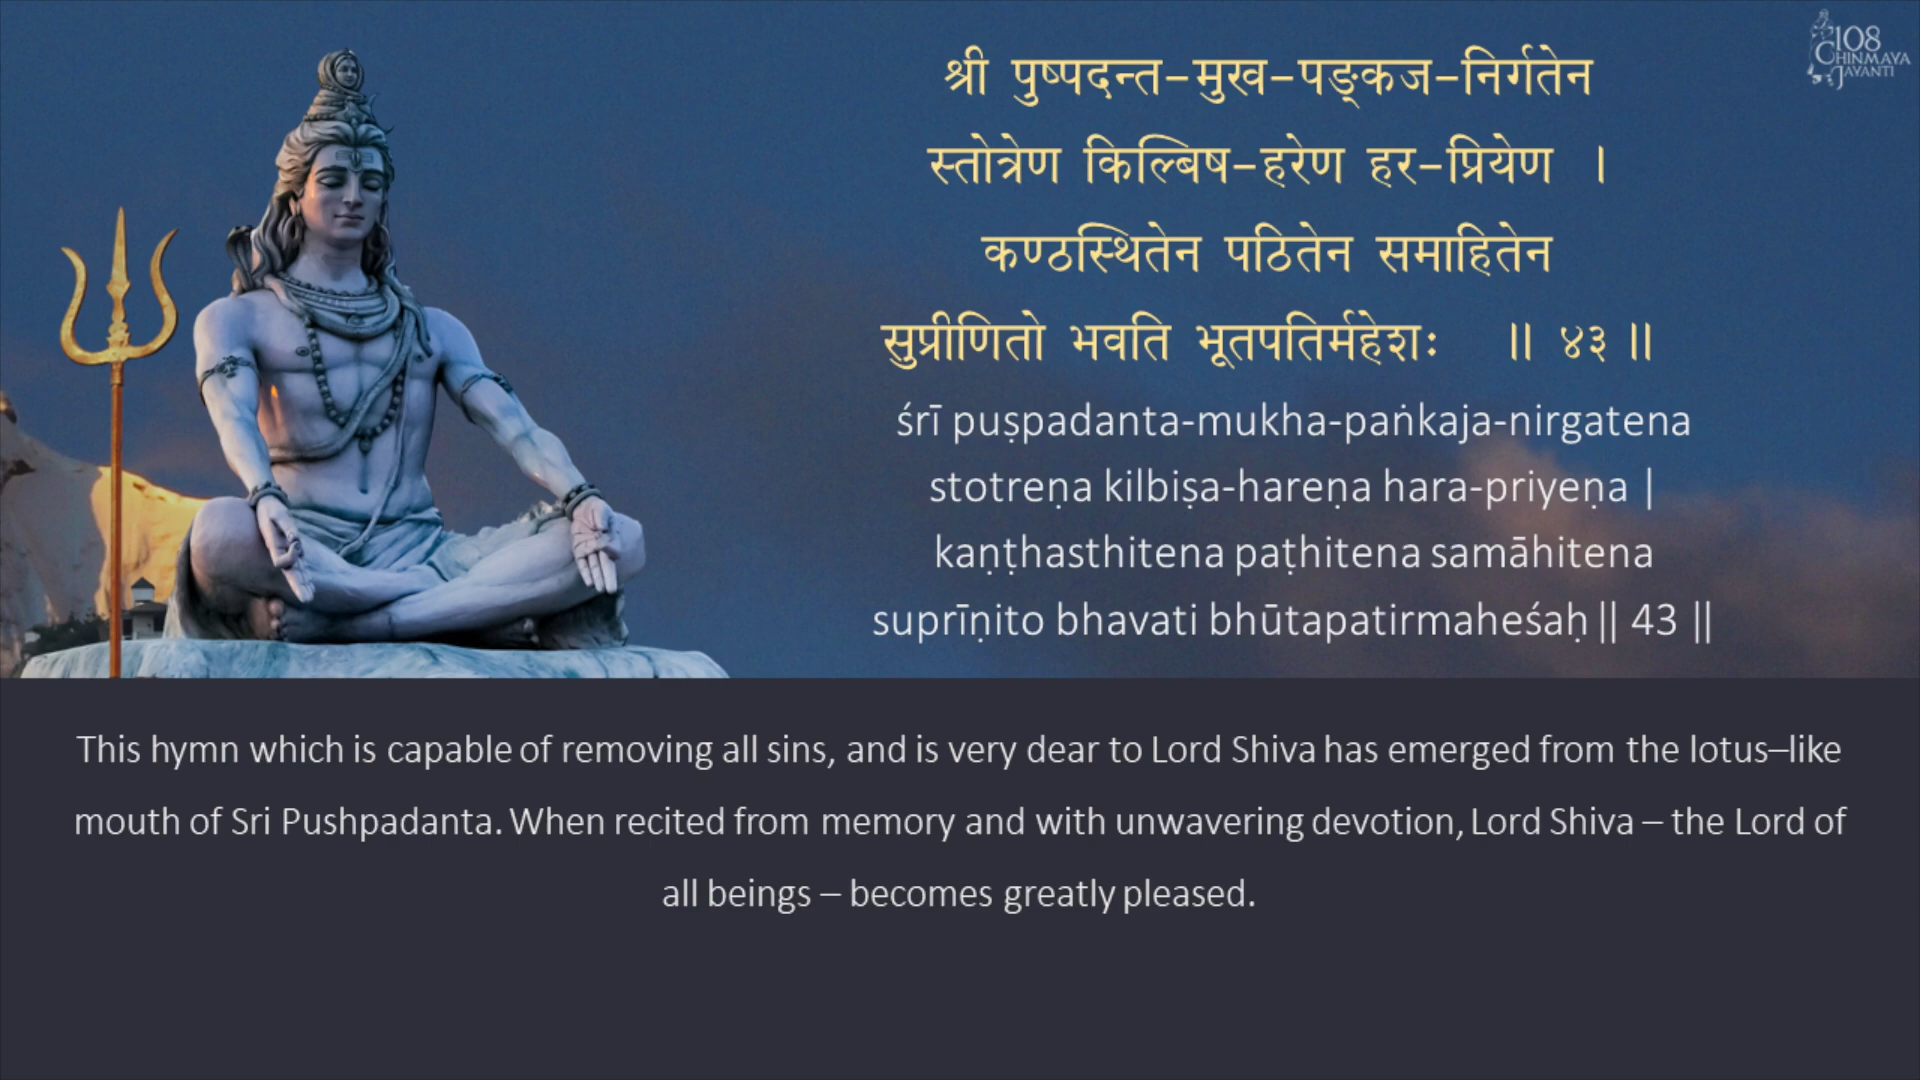 108
CHINMAYA
JAYANTI
श्री पुष्पदन्त–मुख–पङ्कज–निर्गतेन
स्तोत्रेण किल्बिष–हरेण हर–प्रियेण ।
कण्ठस्थितेन पठितेन समाहितेन
सुप्रीणितो भवति भूतपतिर्महेशः ॥ ४३ ॥
śrī puṣpadanta-mukha-paṅkaja-nirgatena
stotreṇa kilbiṣa-hareṇa hara-priyeṇa |
kaṇṭhasthitena paṭhitena samāhitena
suprīṇito bhavati bhūtapatirmaheśaḥ || 43 ||
This hymn which is capable of removing all sins, and is very dear to Lord Shiva has emerged from the lotus–like
mouth of Sri Pushpadanta. When recited from memory and with unwavering devotion, Lord Shiva – the Lord of
all beings – becomes greatly pleased.